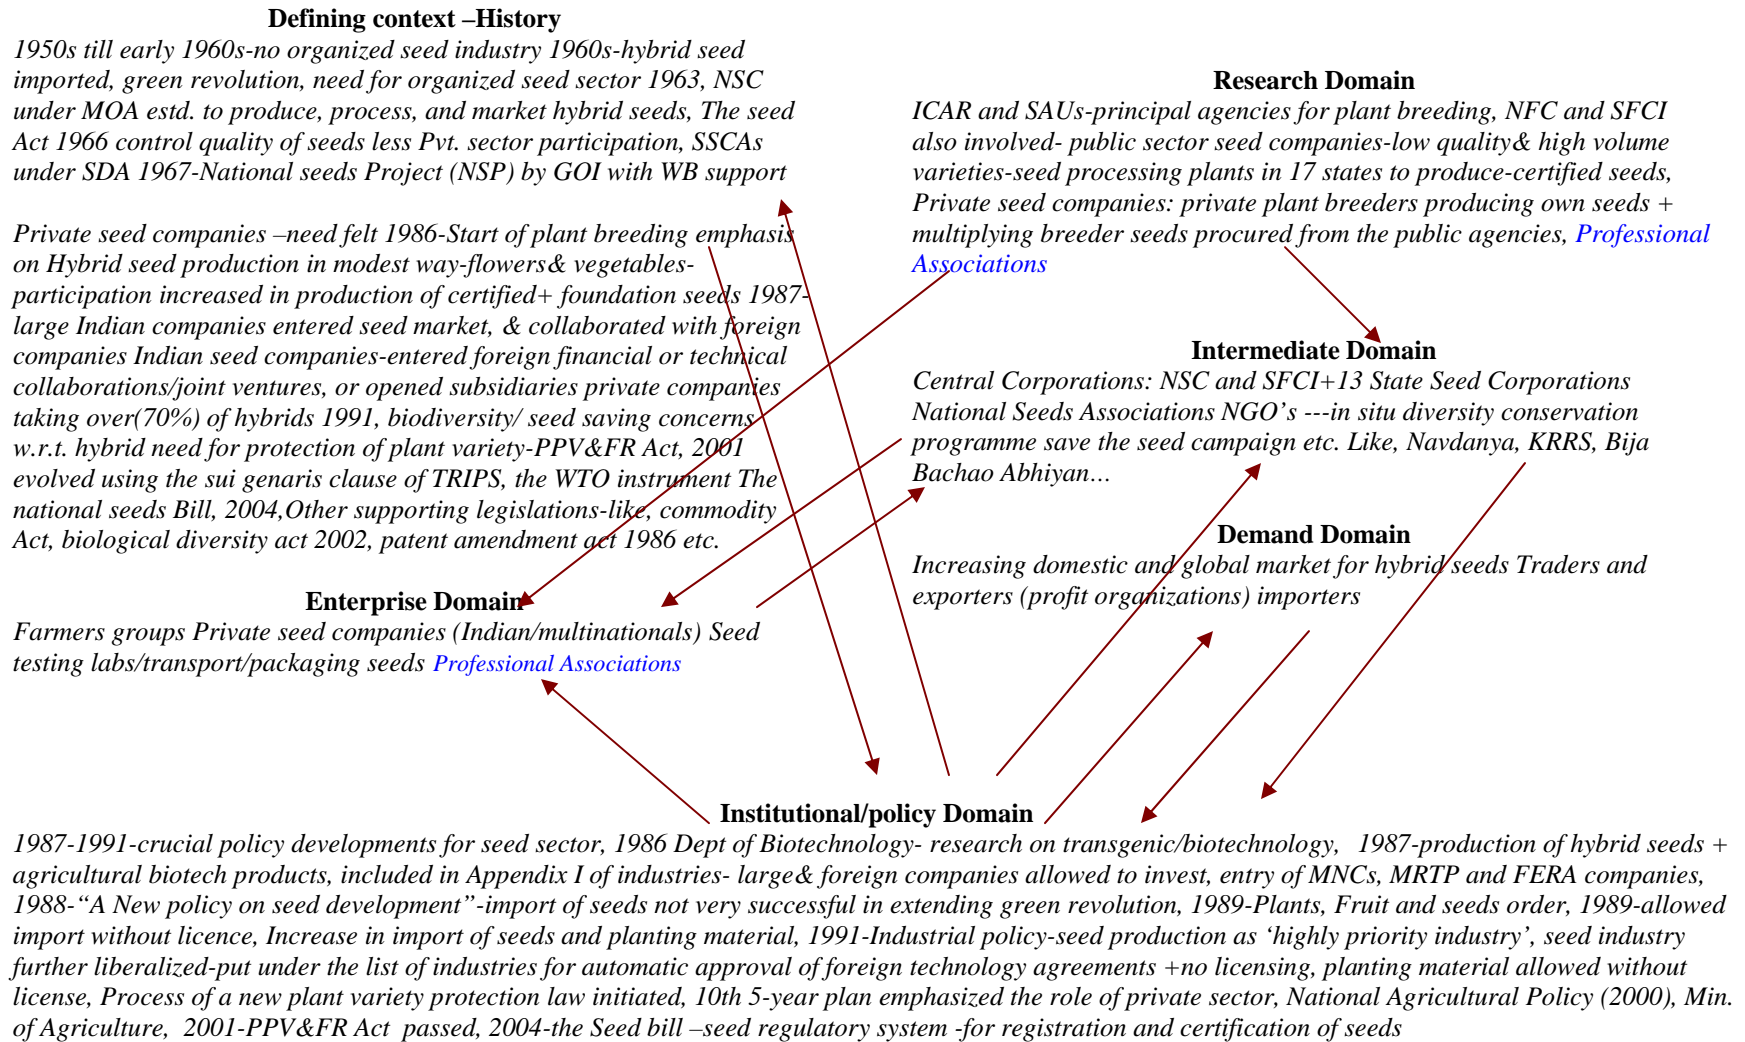 Defining context –History
1950s till early 1960s-no organized seed industry 1960s-hybrid seed
imported, green revolution, need for organized seed sector 1963, NSC
under MOA estd. to produce, process, and market hybrid seeds, The seed
Act 1966 control quality of seeds less Pvt. sector participation, SSCAs
under SDA 1967-National seeds Project (NSP) by GOI with WB support
Private seed companies –need felt 1986-Start of plant breeding emphasis
on Hybrid seed production in modest way-flowers& vegetables-
participation increased in production of certified+ foundation seeds 1987-
large Indian companies entered seed market, & collaborated with foreign
companies Indian seed companies-entered foreign financial or technical
collaborations/joint ventures, or opened subsidiaries private companies
taking over(70%) of hybrids 1991, biodiversity/ seed saving concerns
w.r.t. hybrid need for protection of plant variety-PPV&FR Act, 2001
evolved using the sui genaris clause of TRIPS, the WTO instrument The
national seeds Bill, 2004,Other supporting legislations-like, commodity
Act, biological diversity act 2002, patent amendment act 1986 etc.
Research Domain
ICAR and SAUs-principal agencies for plant breeding, NFC and SFCI
also involved- public sector seed companies-low quality& high volume
varieties-seed processing plants in 17 states to produce-certified seeds,
Private seed companies: private plant breeders producing own seeds +
multiplying breeder seeds procured from the public agencies, Professional
Associations
Intermediate Domain
Central Corporations: NSC and SFCI+13 State Seed Corporations
National Seeds Associations NGO’s ---in situ diversity conservation
programme save the seed campaign etc. Like, Navdanya, KRRS, Bija
Bachao Abhiyan…
Demand Domain
Increasing domestic and global market for hybrid seeds Traders and
exporters (profit organizations) importers
Enterprise Domain
Farmers groups Private seed companies (Indian/multinationals) Seed
testing labs/transport/packaging seeds Professional Associations
Institutional/policy Domain
1987-1991-crucial policy developments for seed sector, 1986 Dept of Biotechnology- research on transgenic/biotechnology, 1987-production of hybrid seeds +
agricultural biotech products, included in Appendix I of industries- large& foreign companies allowed to invest, entry of MNCs, MRTP and FERA companies,
1988-“A New policy on seed development”-import of seeds not very successful in extending green revolution, 1989-Plants, Fruit and seeds order, 1989-allowed
import without licence, Increase in import of seeds and planting material, 1991-Industrial policy-seed production as ‘highly priority industry’, seed industry
further liberalized-put under the list of industries for automatic approval of foreign technology agreements +no licensing, planting material allowed without
license, Process of a new plant variety protection law initiated, 10th 5-year plan emphasized the role of private sector, National Agricultural Policy (2000), Min.
of Agriculture, 2001-PPV&FR Act passed, 2004-the Seed bill –seed regulatory system -for registration and certification of seeds